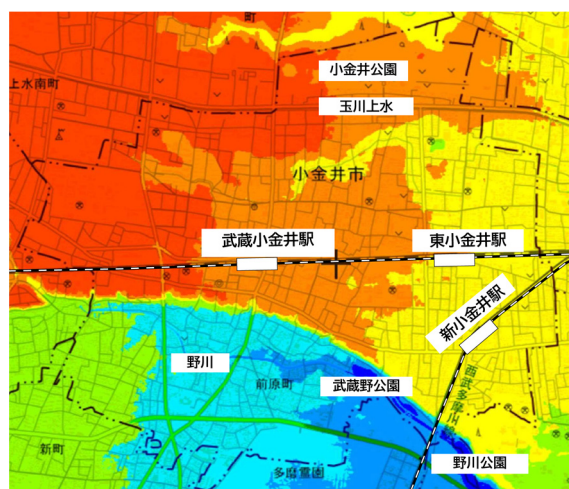 町
小金井公園
上水南町
玉川上水
小金井市
武蔵小金井駅
東小金井駅
新小金井駅
野川
前原町
武蔵野公園
西武多摩川
新町
多磨霊園
野川公園